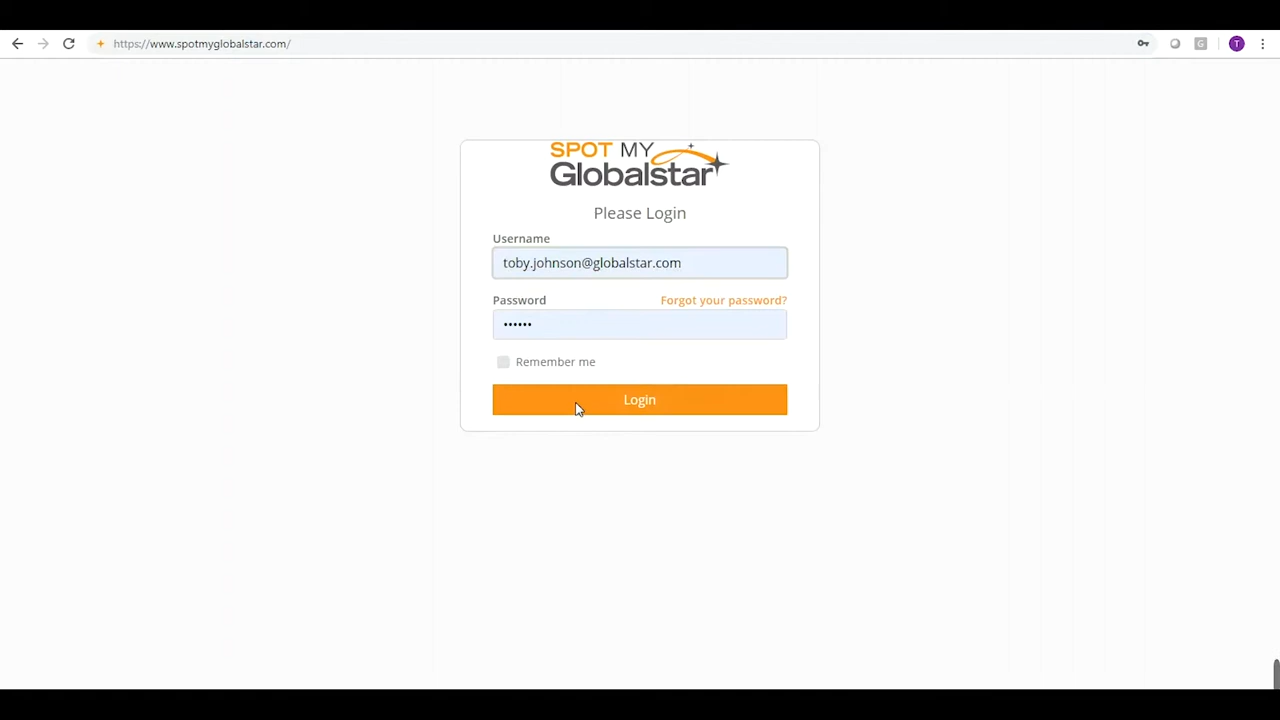 https://www.spotmyglobalstar.com/
G
T
SPOT MY
Globalstar
Please Login
Username
toby.johnson@globalstar.com
Password Forgot your password?
••••••
Remember me
Login